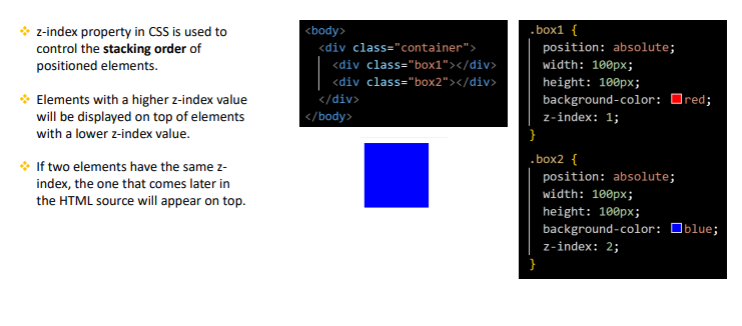 ❖ z-index property in CSS is used to
control the stacking order of
positioned elements.
❖ Elements with a higher z-index value
will be displayed on top of elements
with a lower z-index value.
❖ If two elements have the same z-
index, the one that comes later in
the HTML source will appear on top.
<body>
<div class="container">
<div class="box1"></div>
<div class="box2"></div>
</div>
</body>
.box1 {
position: absolute;
width: 100px;
height: 100px;
background-color: red;
z-index: 1;
}
.box2 {
position: absolute;
width: 100px;
height: 100px;
background-color: blue;
z-index: 2;
}